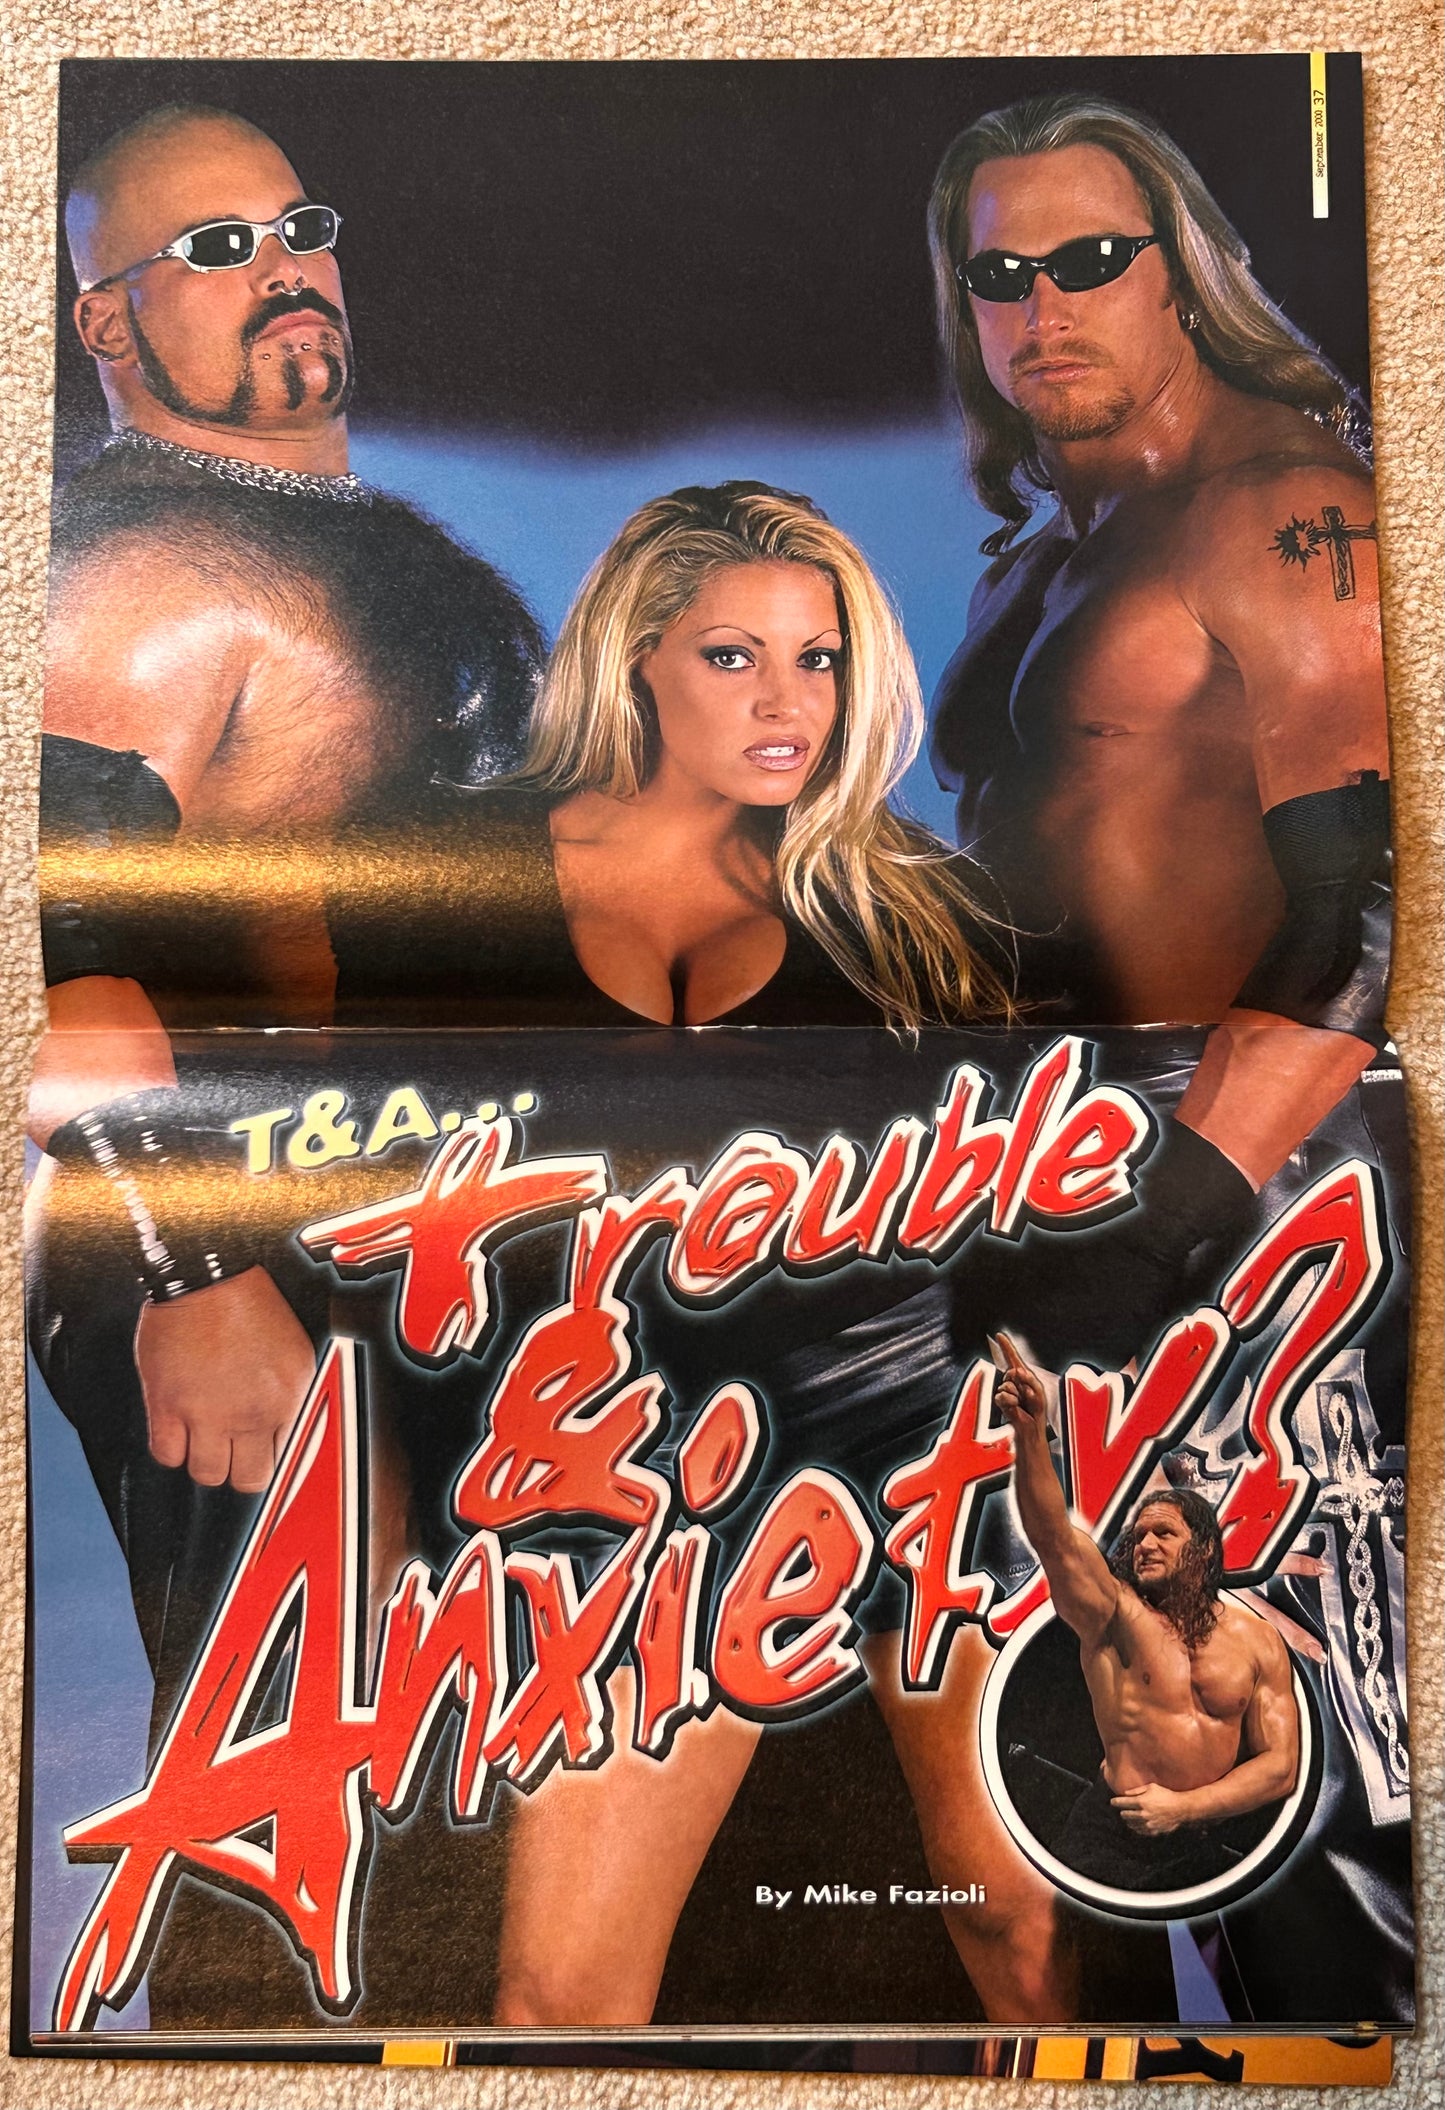 September 2000 37
T&A...
Trouble
&
Anxiety?
By Mike Fazioli